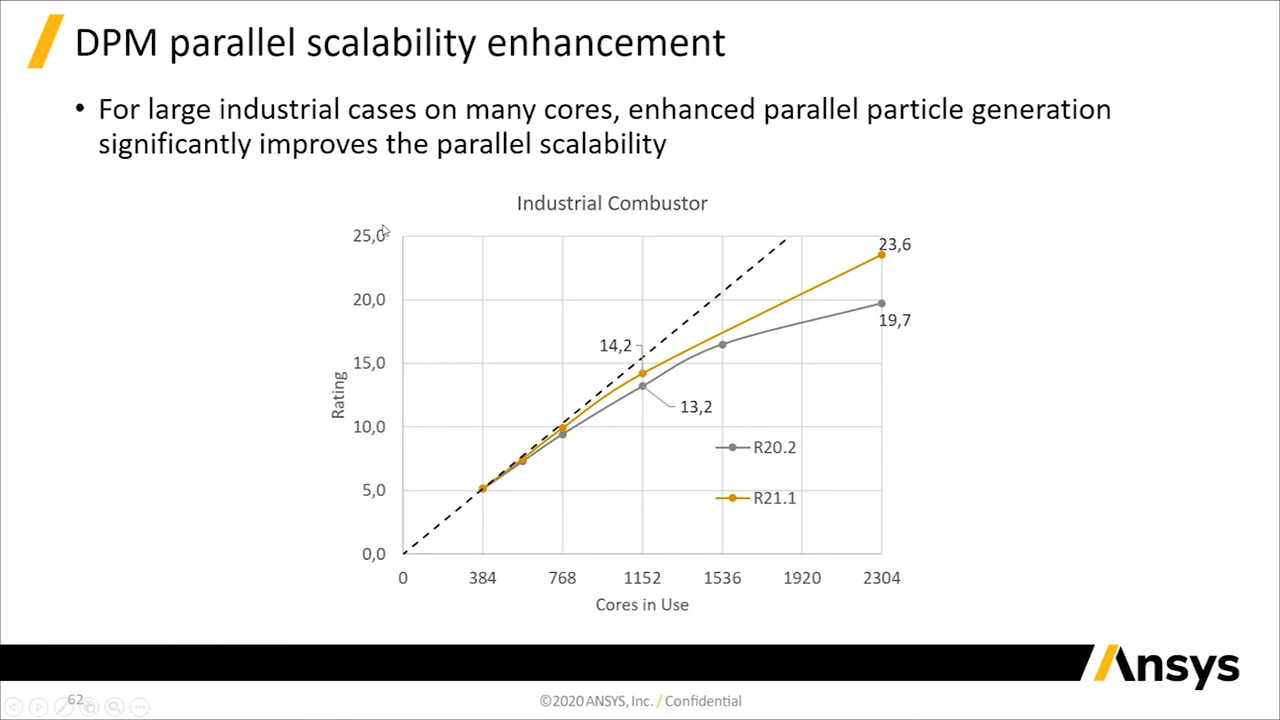 DPM parallel scalability enhancement
• For large industrial cases on many cores, enhanced parallel particle generation
significantly improves the parallel scalability
Industrial Combustor
25,0
20,0
15,0
10,0
5,0
0,0
Rating
23,6
19,7
14,2
13,2
R20.2
R21.1
0 384 768 1152 1536 1920 2304
Cores in Use
Ansys
62
©2020 ANSYS, Inc. / Confidential